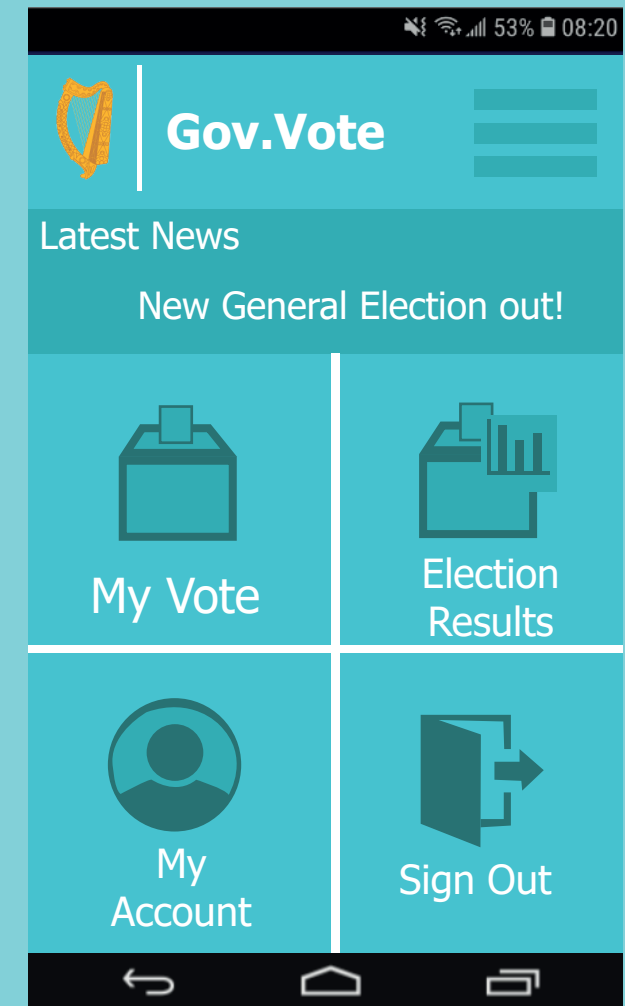 53% 08:20
Gov.Vote
Latest News
New General Election out!
My Vote
Election
Results
My
Account
Sign Out